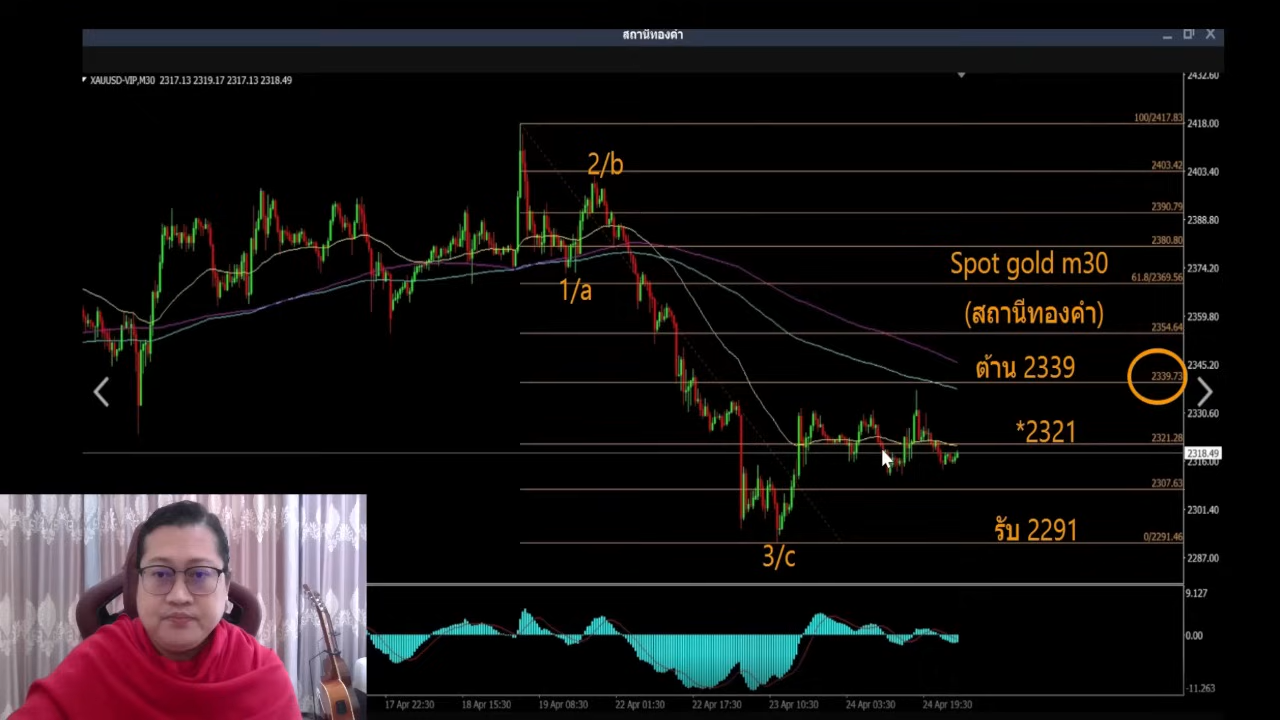 สถานีทองคำ
XAUUSD-VIP,M30 2317.13 2319.17 2317.13 2318.49
2432.60
100/2417.83
2418.00
2/b
2403.42
2403.40
2390.79
2388.80
2380.80
Spot gold m30
2374.20
61.8/2369.56
1/a
(สถานีทองคำ)
2359.80
2354.64
ต้าน 2339
2345.20
2339.73
2330.60
*2321
2321.28
2318.49
2316.00
2307.63
2301.40
รับ 2291
0/2291.46
3/c
2287.00
9.127
0.00
-11.263
17 Apr 22:30 18 Apr 15:30 19 Apr 08:30 22 Apr 01:30 22 Apr 17:30 23 Apr 10:30 24 Apr 03:30 24 Apr 19:30